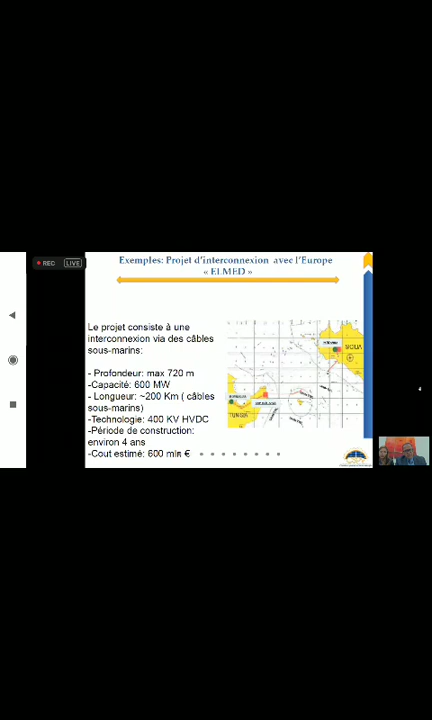 REC LIVE
Exemples: Projet d'interconnexion avec l'Europe
« ELMED »
Le projet consiste à une
interconnexion via des câbles
sous-marins:
- Profondeur: max 720 m
-Capacité: 600 MW
- Longueur: ~200 Km ( câbles
sous-marins)
-Technologie: 400 KV HVDC
-Période de construction:
environ 4 ans
-Cout estimé: 600 mln €